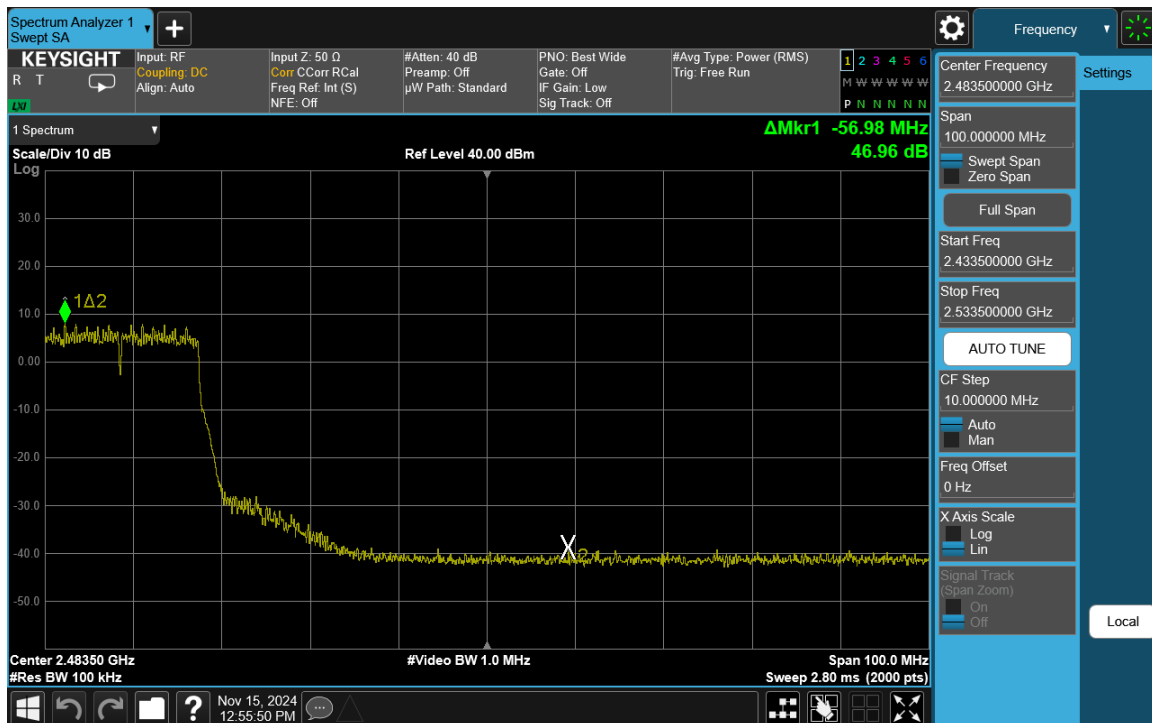 Spectrum Analyzer 1
Swept SA
+
Frequency
KEYSIGHT
R T
LXI
Input: RF
Coupling: DC
Align: Auto
Input Z: 50 Ω
Corr CCorr RCal
Freq Ref: Int (S)
NFE: Off
#Atten: 40 dB
Preamp: Off
µW Path: Standard
PNO: Best Wide
Gate: Off
IF Gain: Low
Sig Track: Off
#Avg Type: Power (RMS)
Trig: Free Run
1 2 3 4 5 6
M W W W W W
P N N N N N
1 Spectrum
ΔMkr1 -56.98 MHz
46.96 dB
Scale/Div 10 dB
Ref Level 40.00 dBm
Log
30.0
20.0
10.0
0.00
-10.0
-20.0
-30.0
-40.0
-50.0
1Δ2
X2
Center 2.48350 GHz
#Video BW 1.0 MHz
Span 100.0 MHz
#Res BW 100 kHz
Sweep 2.80 ms (2000 pts)
Center Frequency
2.483500000 GHz
Settings
Span
100.000000 MHz
Swept Span
Zero Span
Full Span
Start Freq
2.433500000 GHz
Stop Freq
2.533500000 GHz
AUTO TUNE
CF Step
10.000000 MHz
Auto
Man
Freq Offset
0 Hz
X Axis Scale
Log
Lin
Signal Track
(Span Zoom)
On
Off
Local
?
Nov 15, 2024
12:55:50 PM